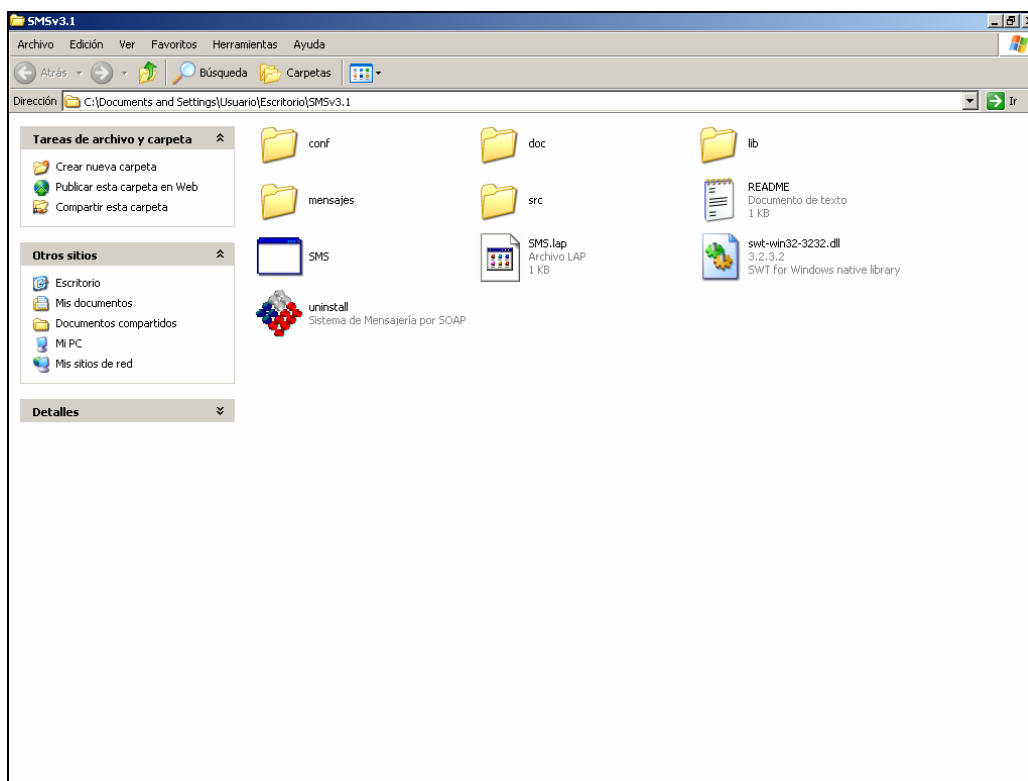 SMSv3.1
Archivo Edición Ver Favoritos Herramientas Ayuda
Atrás Búsqueda Carpetas
Dirección C:\Documents and Settings\Usuario\Escritorio\SMSv3.1 Ir
Tareas de archivo y carpeta
Crear nueva carpeta
Publicar esta carpeta en Web
Compartir esta carpeta
Otros sitios
Escritorio
Mis documentos
Documentos compartidos
Mi PC
Mis sitios de red
Detalles
conf
doc
lib
mensajes
src
README
Documento de texto
1 KB
SMS
SMS.lap
Archivo LAP
1 KB
swt-win32-3232.dll
3.2.3.2
SWT for Windows native library
uninstall
Sistema de Mensajería por SOAP